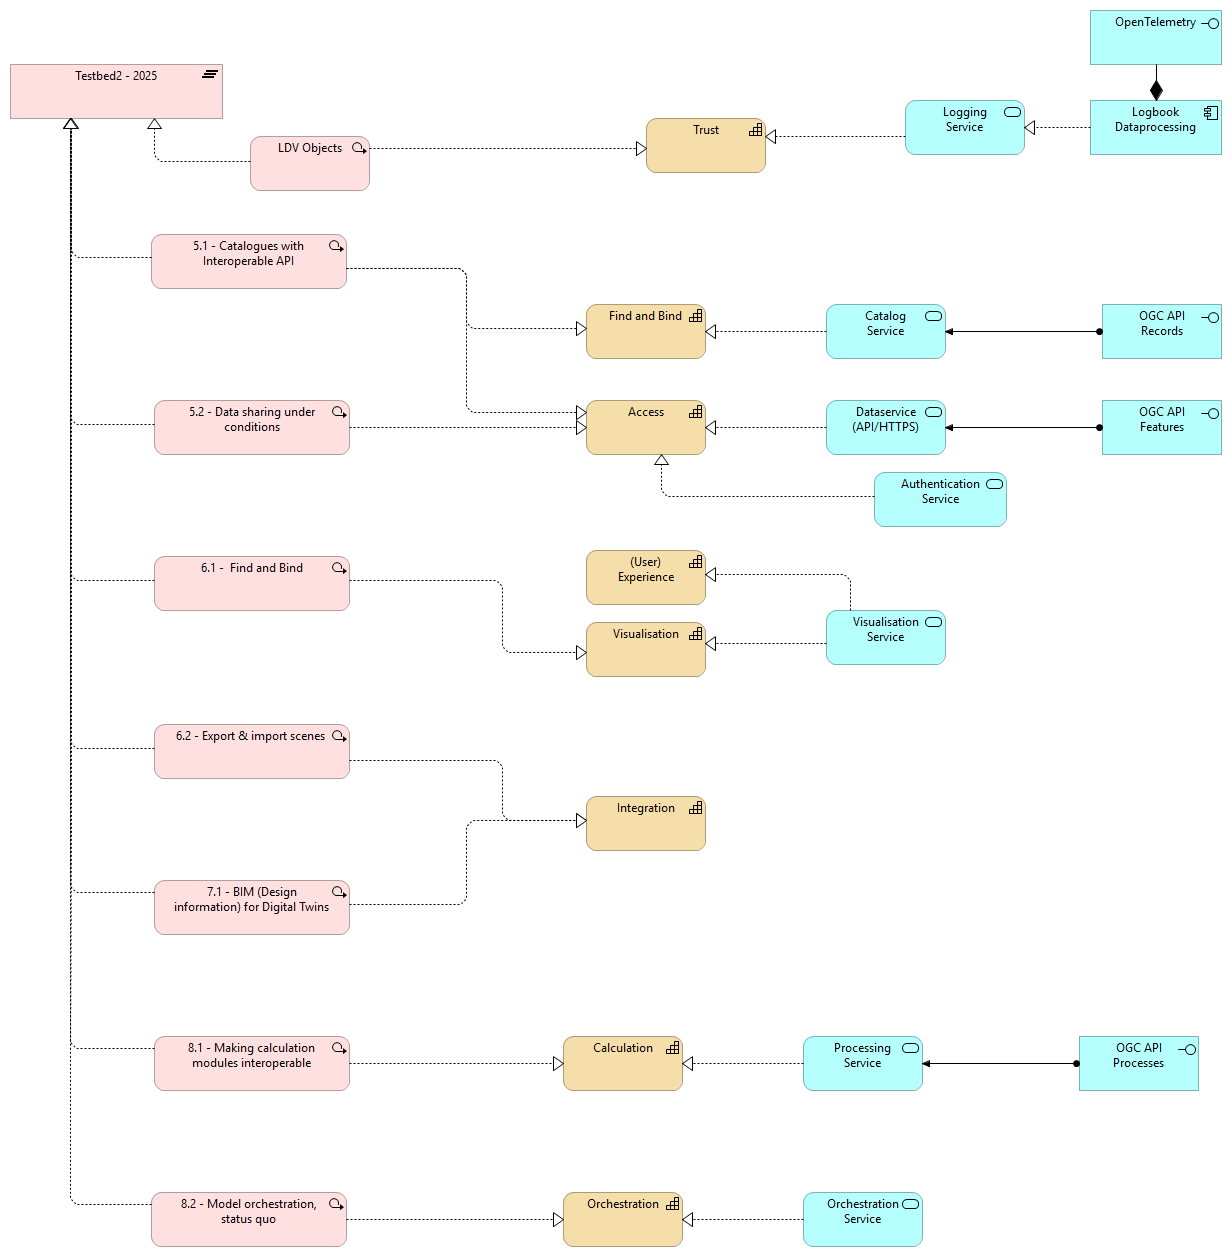 OpenTelemetry
Testbed2 - 2025
Logging
Service
Logbook
Dataprocessing
Trust
LDV Objects
5.1 - Catalogues with
Interoperable API
Find and Bind
Catalog
Service
OGC API
Records
5.2 - Data sharing under
conditions
Access
Dataservice
(API/HTTPS)
OGC API
Features
Authentication
Service
6.1 -  Find and Bind
(User)
Experience
Visualisation
Visualisation
Service
6.2 - Export & import scenes
Integration
7.1 - BIM (Design
information) for Digital Twins
8.1 - Making calculation
modules interoperable
Calculation
Processing
Service
OGC API
Processes
8.2 - Model orchestration,
status quo
Orchestration
Orchestration
Service